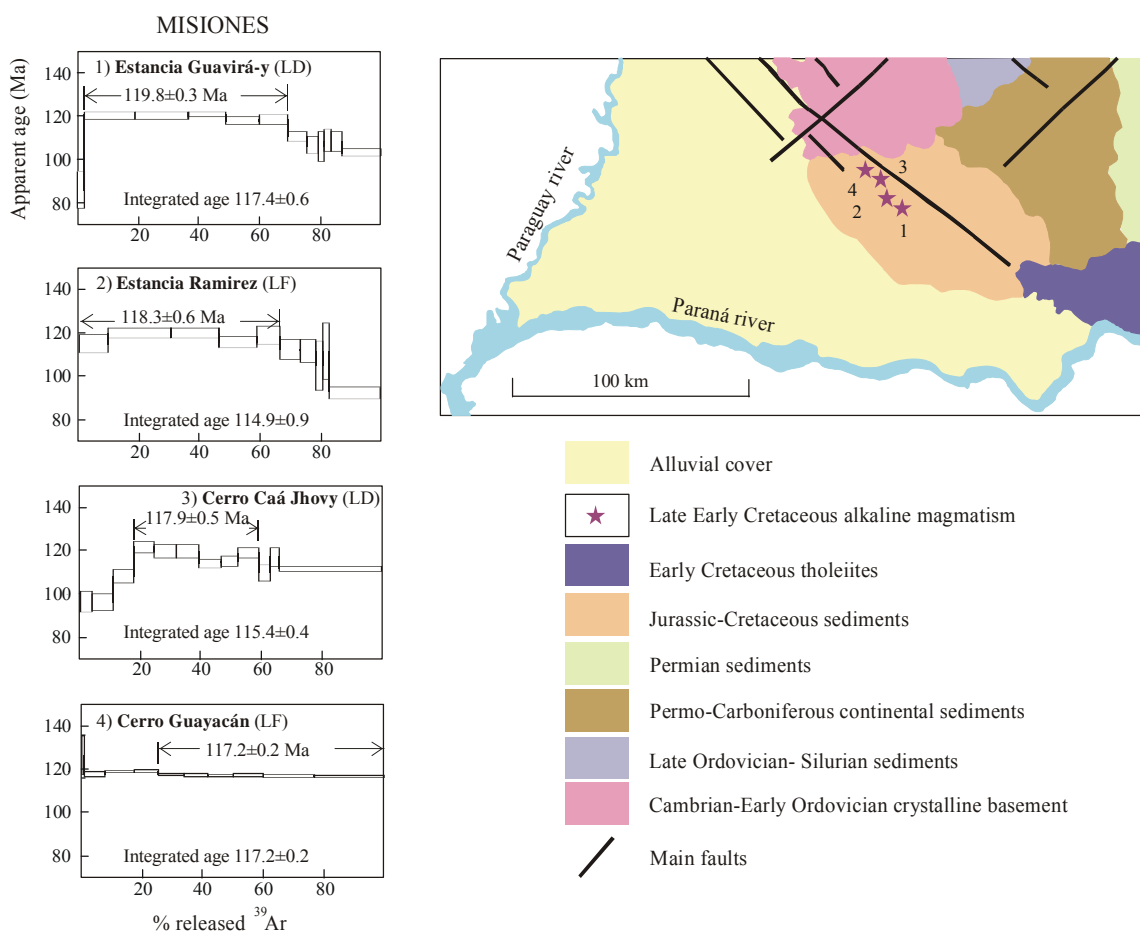 MISIONES
Apparent age (Ma)
140
120
100
80
1) Estancia Guavirá-y (LD)
119.8±0.3 Ma
Integrated age 117.4±0.6
20 40 60 80
140
120
100
80
2) Estancia Ramirez (LF)
118.3±0.6 Ma
Integrated age 114.9±0.9
20 40 60 80
140
120
100
80
3) Cerro Caá Jhovy (LD)
117.9±0.5 Ma
Integrated age 115.4±0.4
20 40 60 80
140
120
100
80
4) Cerro Guayacán (LF)
117.2±0.2 Ma
Integrated age 117.2±0.2
20 40 60 80
% released ³⁹Ar
Paraguay river
Paraná river
3
4
2
1
100 km
Alluvial cover
Late Early Cretaceous alkaline magmatism
Early Cretaceous tholeiites
Jurassic-Cretaceous sediments
Permian sediments
Permo-Carboniferous continental sediments
Late Ordovician- Silurian sediments
Cambrian-Early Ordovician crystalline basement
Main faults